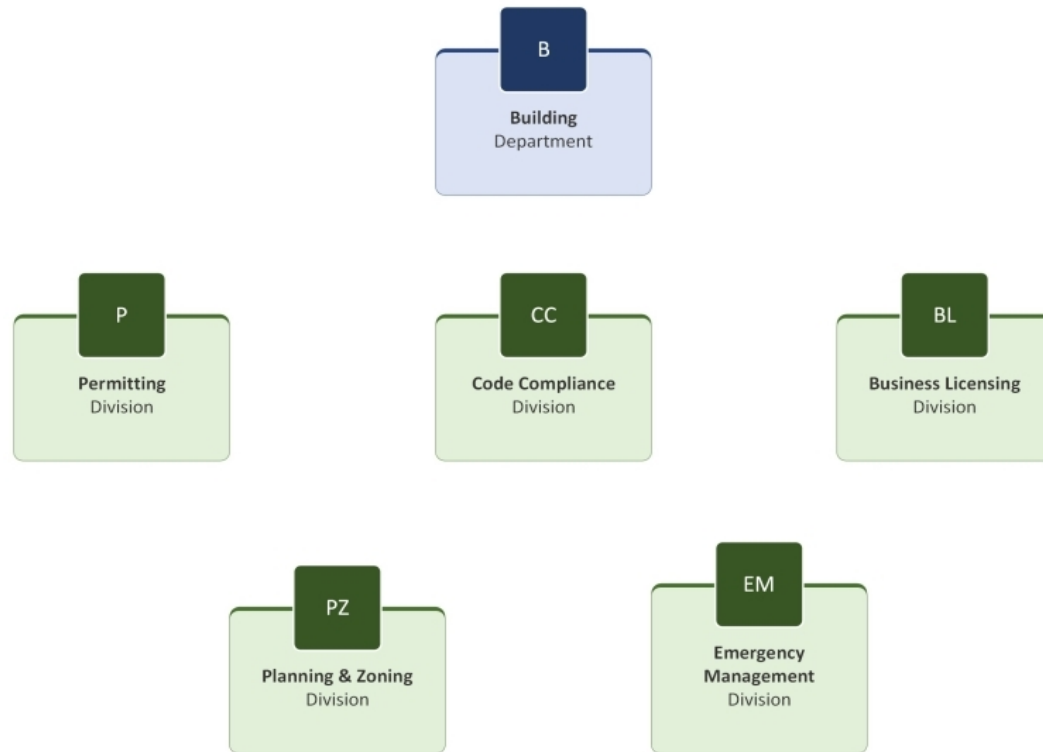 B
Building
Department
P
Permitting
Division
CC
Code Compliance
Division
BL
Business Licensing
Division
PZ
Planning & Zoning
Division
EM
Emergency
Management
Division